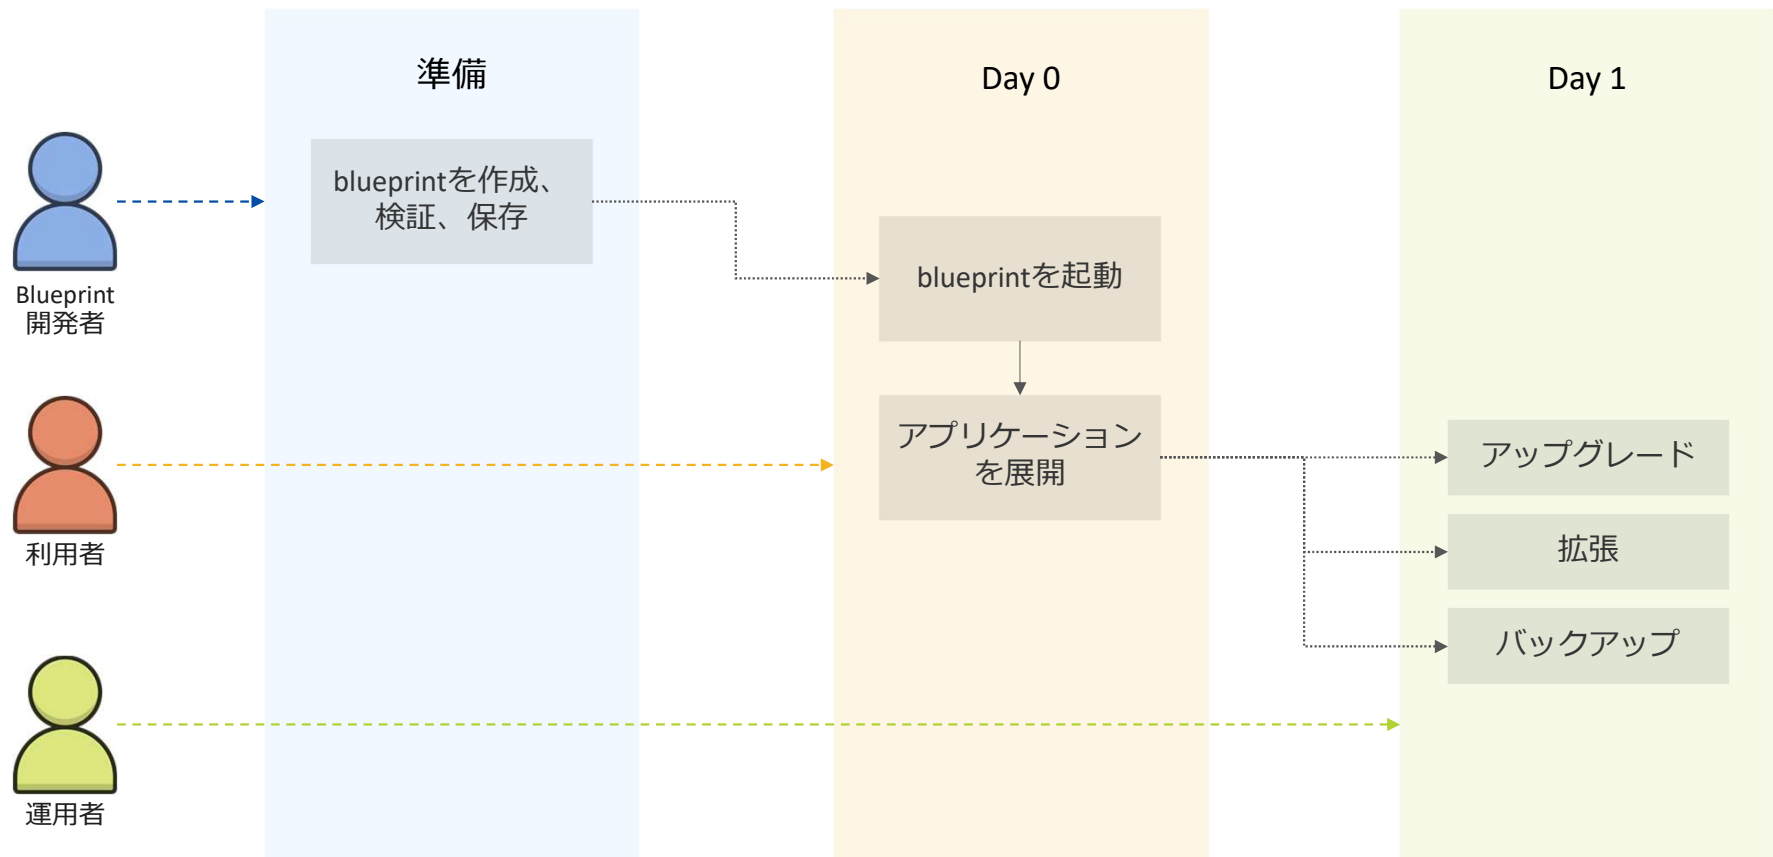 準備
Day 0
Day 1
blueprintを作成、
検証、保存
Blueprint
開発者
blueprintを起動
アプリケーション
を展開
利用者
アップグレード
拡張
バックアップ
運用者